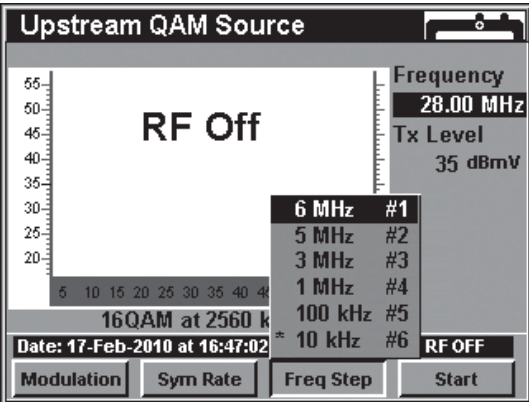 Upstream QAM Source
55
50
45
40
35
30
25
20
5 10 15 20 25 30 35 40
RF Off
Frequency
28.00 MHz
Tx Level
35 dBmV
6 MHz #1
5 MHz #2
3 MHz #3
1 MHz #4
100 kHz #5
* 10 kHz #6
16QAM at 2560 k
Date: 17-Feb-2010 at 16:47:02
RF OFF
Modulation
Sym Rate
Freq Step
Start